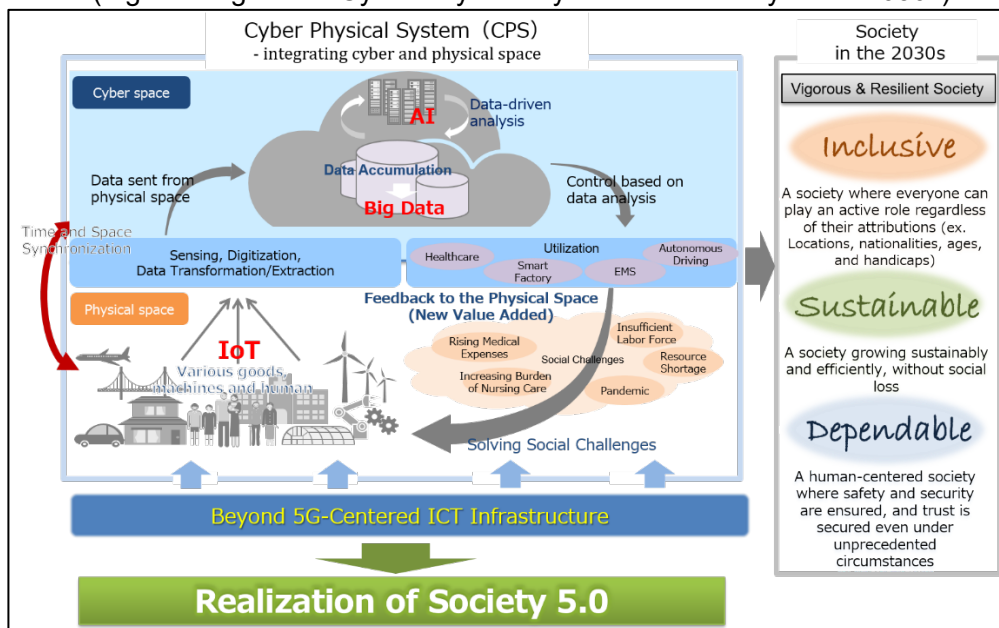 Cyber Physical System（CPS）
- integrating cyber and physical space
Cyber space
AI
Data-driven
analysis
Data Accumulation
Big Data
Data sent from
physical space
Control based on
data analysis
Time and Space
Synchronization
Sensing, Digitization,
Data Transformation/Extraction
Utilization
Healthcare
Smart
Factory
EMS
Autonomous
Driving
Physical space
IoT
Various goods,
machines and human
Feedback to the Physical Space
(New Value Added)
Rising Medical
Expenses
Insufficient
Labor Force
Social Challenges
Resource
Shortage
Increasing Burden
of Nursing Care
Pandemic
Solving Social Challenges
Beyond 5G-Centered ICT Infrastructure
Realization of Society 5.0
Society
in the 2030s
Vigorous & Resilient Society
Inclusive
A society where everyone can
play an active role regardless
of their attributions (ex.
Locations, nationalities, ages,
and handicaps)
Sustainable
A society growing sustainably
and efficiently, without social
loss
Dependable
A human-centered society
where safety and security
are ensured, and trust is
secured even under
unprecedented
circumstances